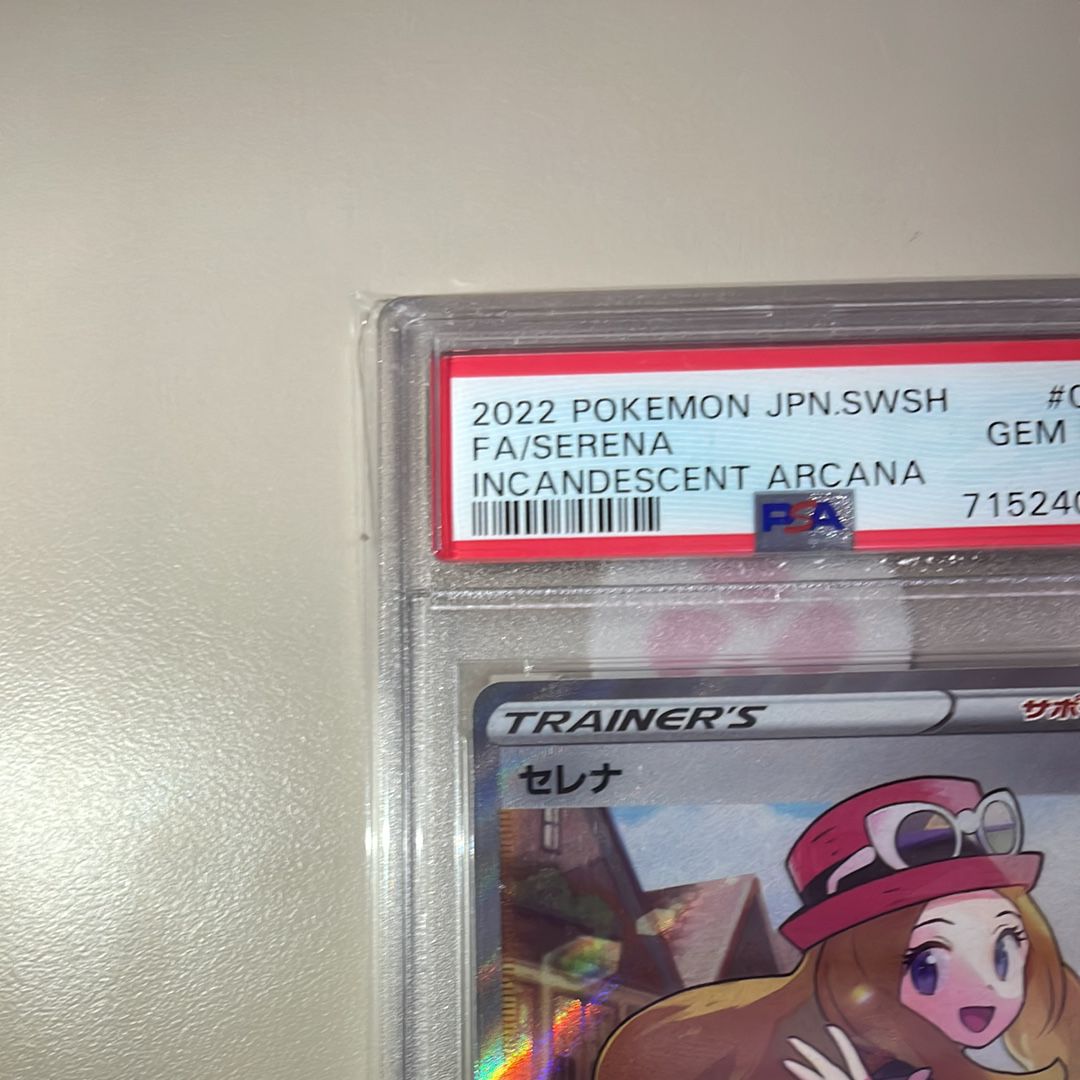 2022 POKEMON JPN.SWSH
FA/SERENA
GEM
INCANDESCENT ARCANA
PSA
TRAINER'S
セレナ